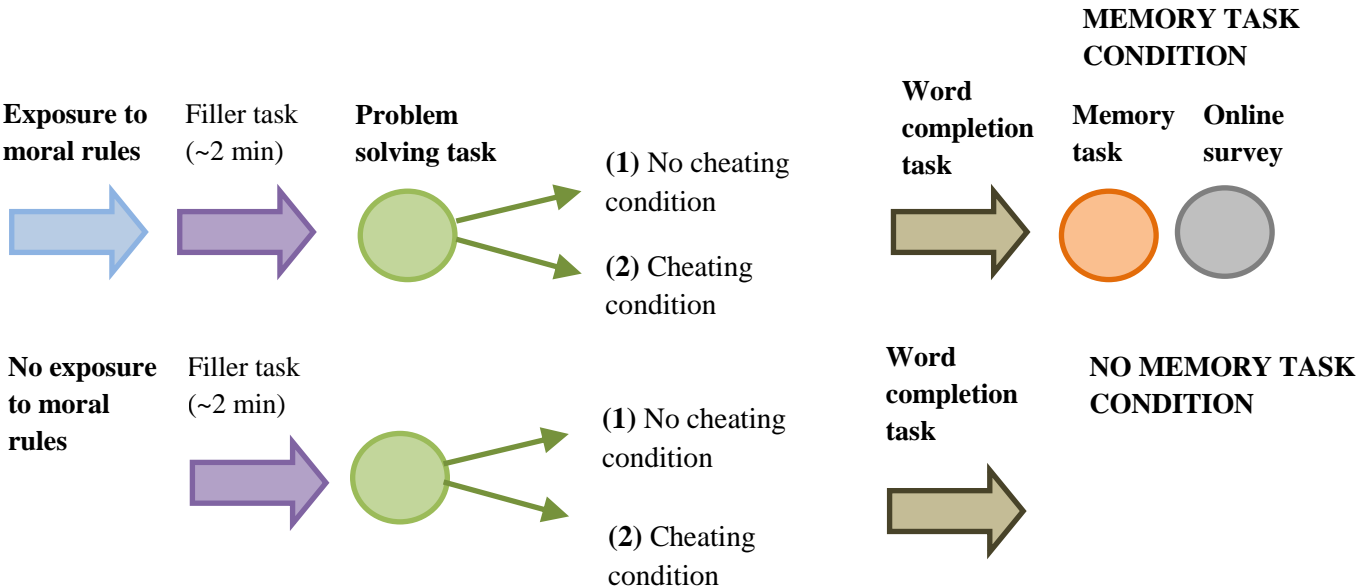 MEMORY TASK
CONDITION
Exposure to
moral rules
Filler task
(~2 min)
Problem
solving task
(1) No cheating
condition
(2) Cheating
condition
Word
completion
task
Memory
task
Online
survey
No exposure
to moral
rules
Filler task
(~2 min)
(1) No cheating
condition
(2) Cheating
condition
Word
completion
task
NO MEMORY TASK
CONDITION